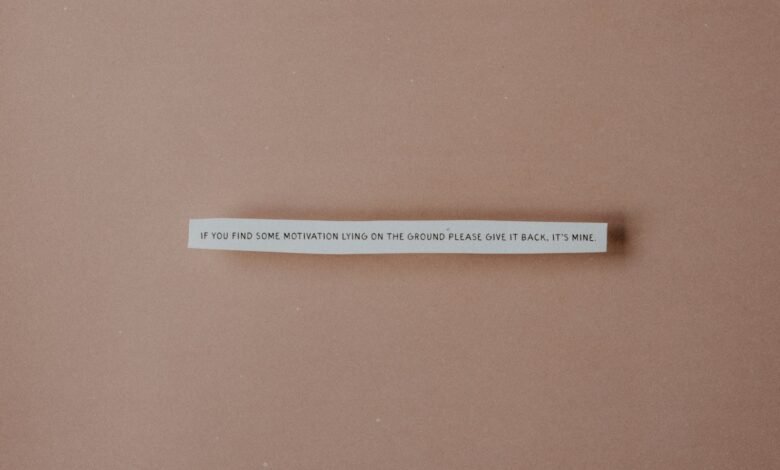 IF YOU FIND SOME MOTIVATION LYING ON THE GROUND PLEASE GIVE IT BACK, IT'S MINE.